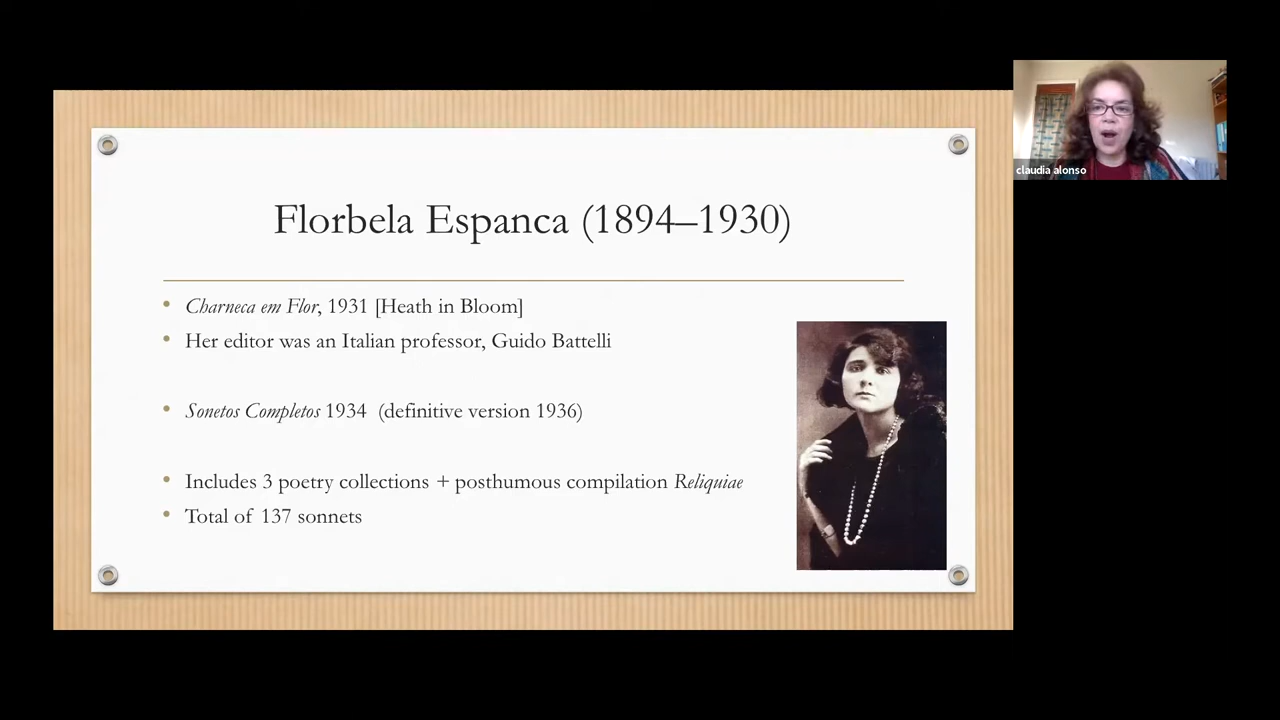 Florbela Espanca (1894–1930)
• Charneca em Flor, 1931 [Heath in Bloom]
• Her editor was an Italian professor, Guido Battelli
• Sonetos Completos 1934 (definitive version 1936)
• Includes 3 poetry collections + posthumous compilation Reliquiae
• Total of 137 sonnets
claudia alonso